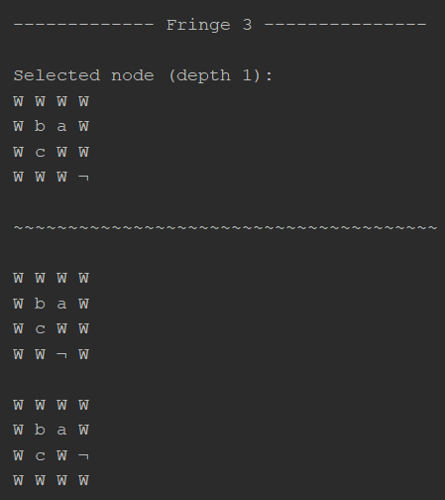 ------------- Fringe 3 ---------------
Selected node (depth 1):
W W W W
W b a W
W c W W
W W W ¬
~~~~~~~~~~~~~~~~~~~~~~~~~~~~~~~~~~~~~~~
W W W W
W b a W
W c W W
W W ¬ W
W W W W
W b a W
W c W ¬
W W W W